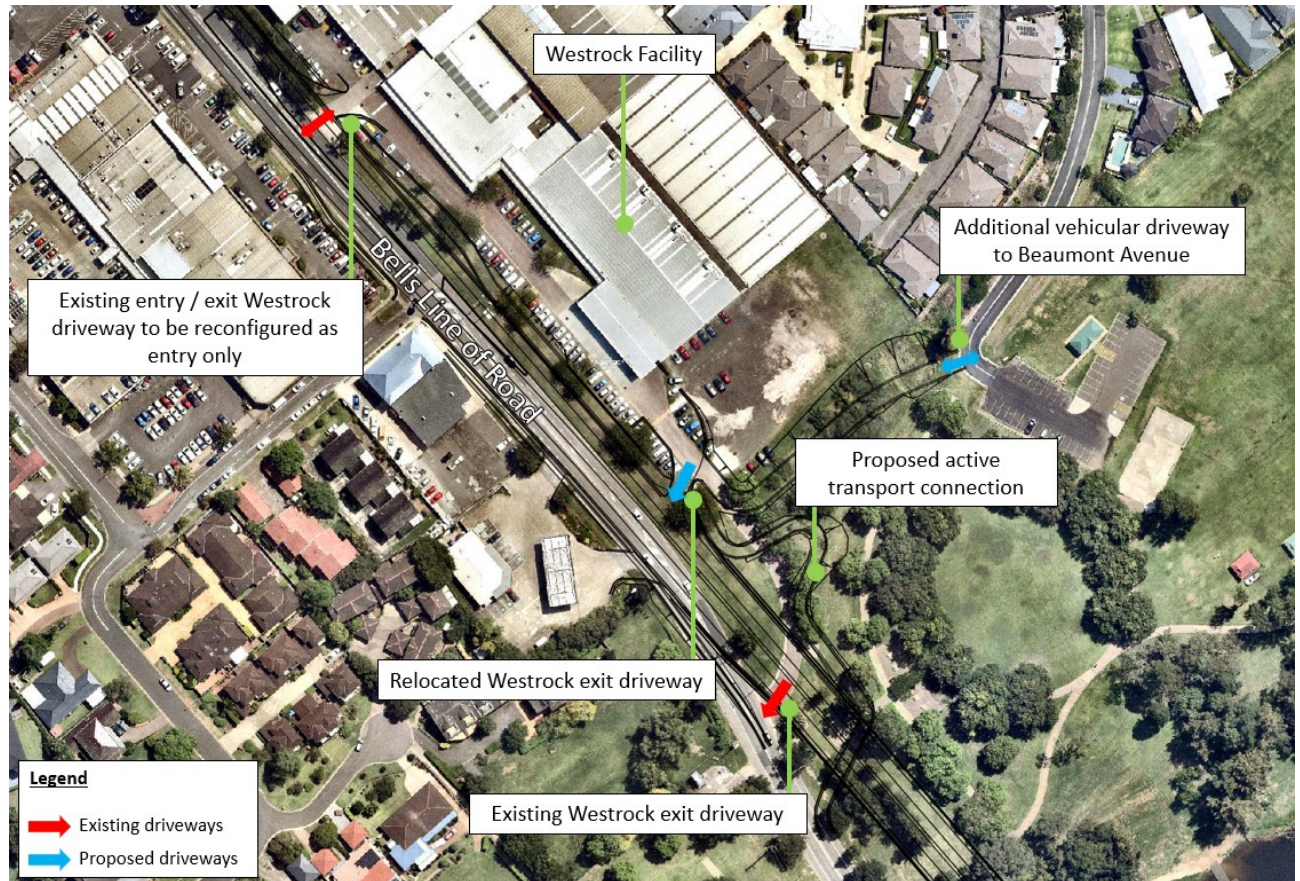 Westrock Facility
Additional vehicular driveway
to Beaumont Avenue
Existing entry / exit Westrock
driveway to be reconfigured as
entry only
Bells Line of Road
Proposed active
transport connection
Relocated Westrock exit driveway
Existing Westrock exit driveway
Legend
Existing driveways
Proposed driveways